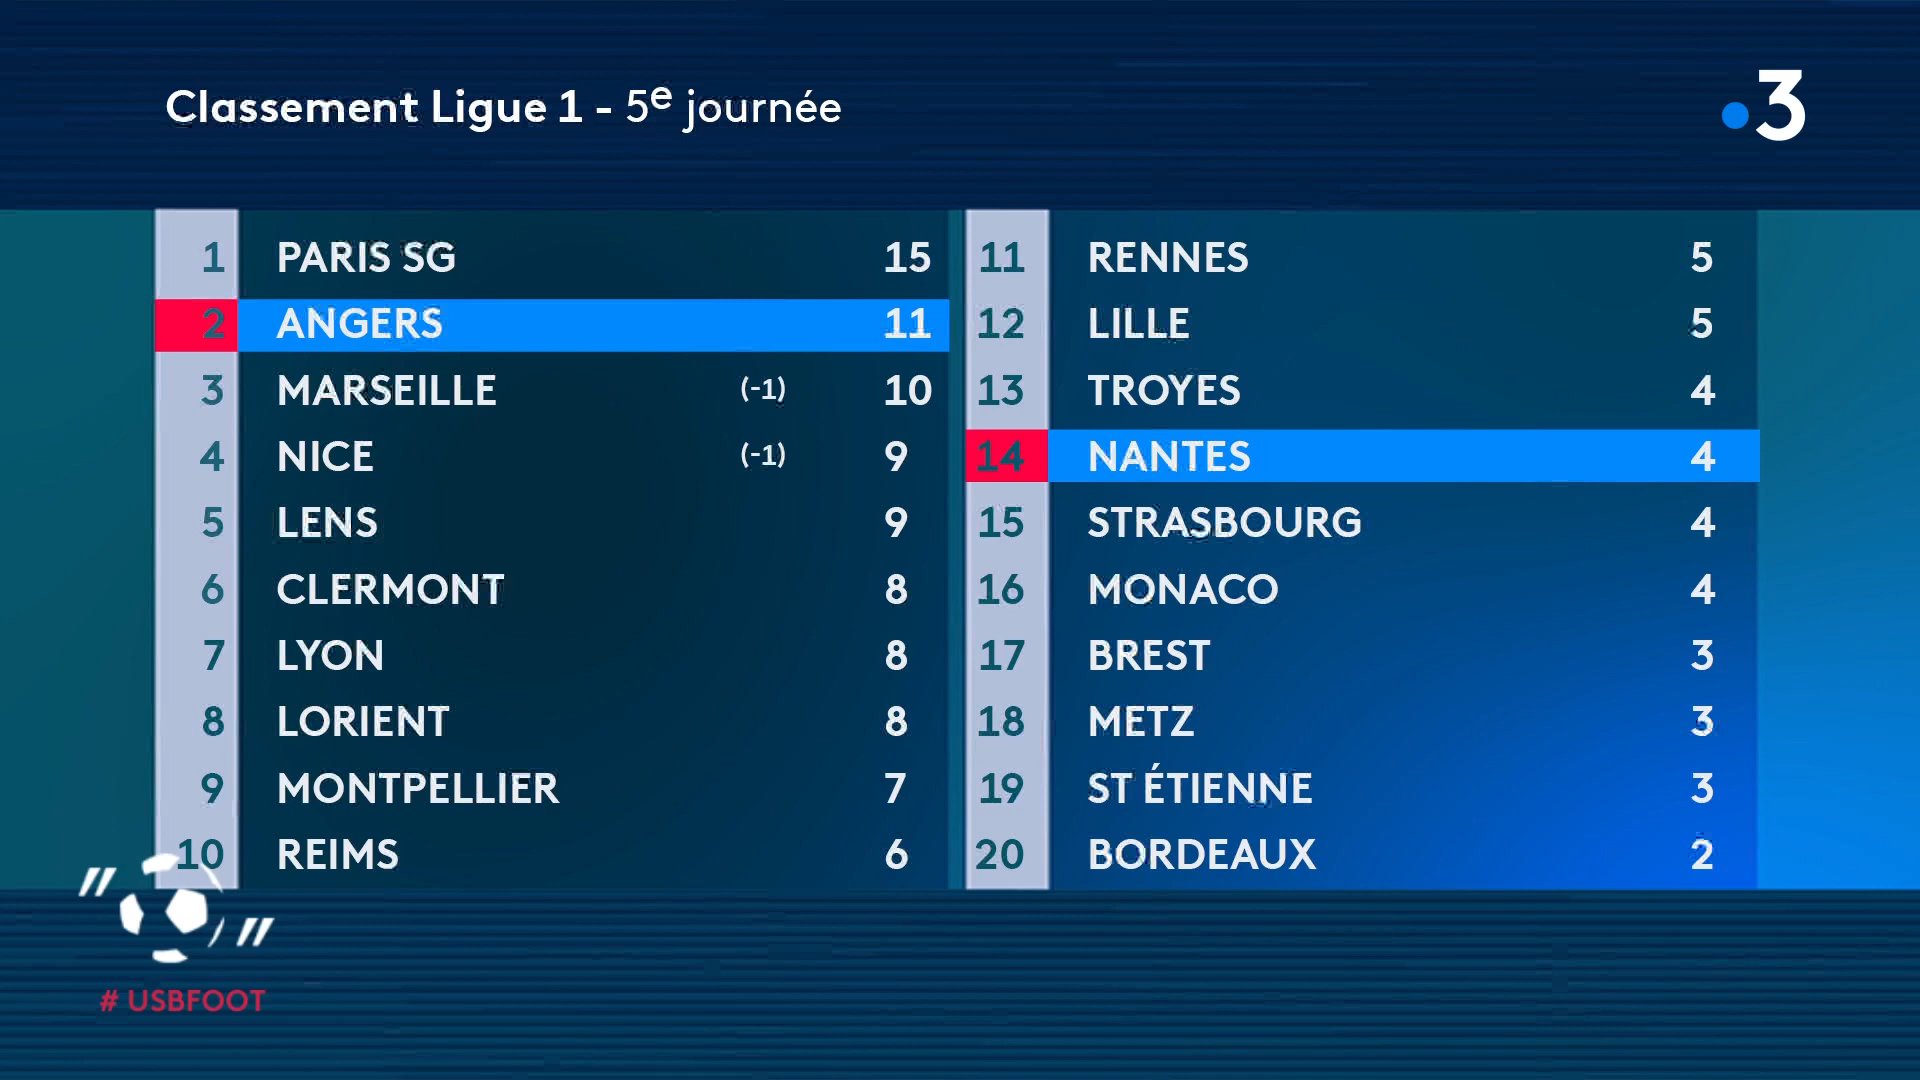 Classement Ligue 1 - 5e journée
3
1 PARIS SG 15
2 ANGERS 11
3 MARSEILLE (-1) 10
4 NICE (-1) 9
5 LENS 9
6 CLERMONT 8
7 LYON 8
8 LORIENT 8
9 MONTPELLIER 7
10 REIMS 6
11 RENNES 5
12 LILLE 5
13 TROYES 4
14 NANTES 4
15 STRASBOURG 4
16 MONACO 4
17 BREST 3
18 METZ 3
19 ST ÉTIENNE 3
20 BORDEAUX 2
# USBFOOT